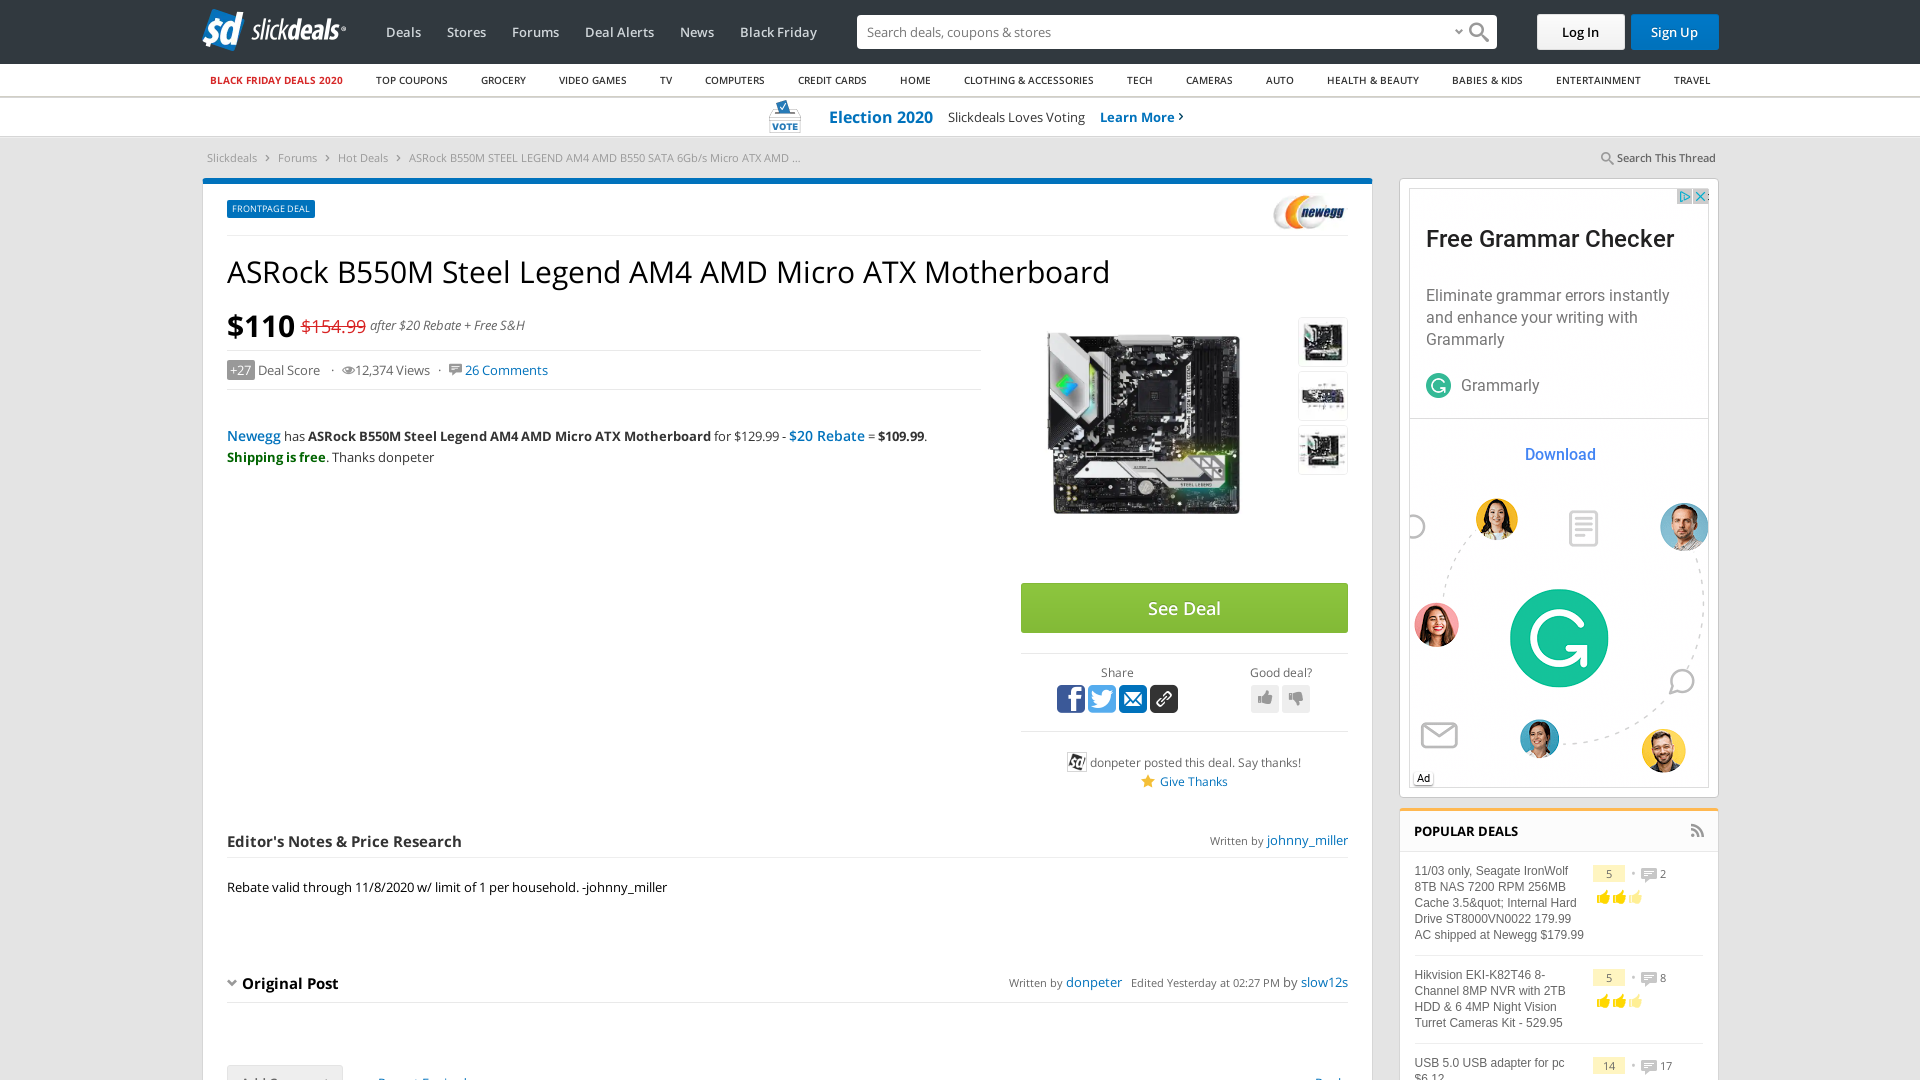 sd slickdeals
Deals
Stores
Forums
Deal Alerts
News
Black Friday
Search deals, coupons & stores
Log In
Sign Up
BLACK FRIDAY DEALS 2020
TOP COUPONS
GROCERY
VIDEO GAMES
TV
COMPUTERS
CREDIT CARDS
HOME
CLOTHING & ACCESSORIES
TECH
CAMERAS
AUTO
HEALTH & BEAUTY
BABIES & KIDS
ENTERTAINMENT
TRAVEL
VOTE
Election 2020 Slickdeals Loves Voting Learn More
Slickdeals > Forums > Hot Deals > ASRock B550M STEEL LEGEND AM4 AMD B550 SATA 6Gb/s Micro ATX AMD ...
Search This Thread
FRONTPAGE DEAL
newegg
ASRock B550M Steel Legend AM4 AMD Micro ATX Motherboard
$110 $154.99 after $20 Rebate + Free S&H
+27 Deal Score · 12,374 Views · 26 Comments
Newegg has ASRock B550M Steel Legend AM4 AMD Micro ATX Motherboard for $129.99 - $20 Rebate = $109.99.
Shipping is free. Thanks donpeter
STEEL LEGEND
See Deal
Share
Good deal?
donpeter posted this deal. Say thanks!
Give Thanks
Editor's Notes & Price Research
Written by johnny_miller
Rebate valid through 11/8/2020 w/ limit of 1 per household. -johnny_miller
Original Post
Written by donpeter Edited Yesterday at 02:27 PM by slow12s
Free Grammar Checker
Eliminate grammar errors instantly
and enhance your writing with
Grammarly
Grammarly
Download
Ad
POPULAR DEALS
11/03 only, Seagate IronWolf
8TB NAS 7200 RPM 256MB
Cache 3.5&quot; Internal Hard
Drive ST8000VN0022 179.99
AC shipped at Newegg $179.99
5 • 2
Hikvision EKI-K82T46 8-
Channel 8MP NVR with 2TB
HDD & 6 4MP Night Vision
Turret Cameras Kit - 529.95
5 • 8
USB 5.0 USB adapter for pc
$6.12
14 • 17